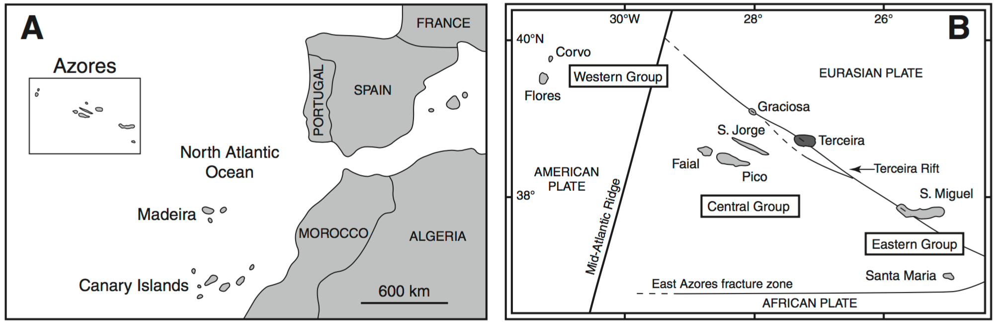 A
FRANCE
Azores
PORTUGAL
SPAIN
North Atlantic
Ocean
Madeira
MOROCCO
ALGERIA
Canary Islands
600 km
B
30°W
28°
26°
40°N
Corvo
Western Group
EURASIAN PLATE
Flores
Graciosa
S. Jorge
Terceira
Faial
Pico
Terceira Rift
AMERICAN
PLATE
38°
S. Miguel
Central Group
Mid-Atlantic Ridge
Eastern Group
Santa Maria
East Azores fracture zone
AFRICAN PLATE